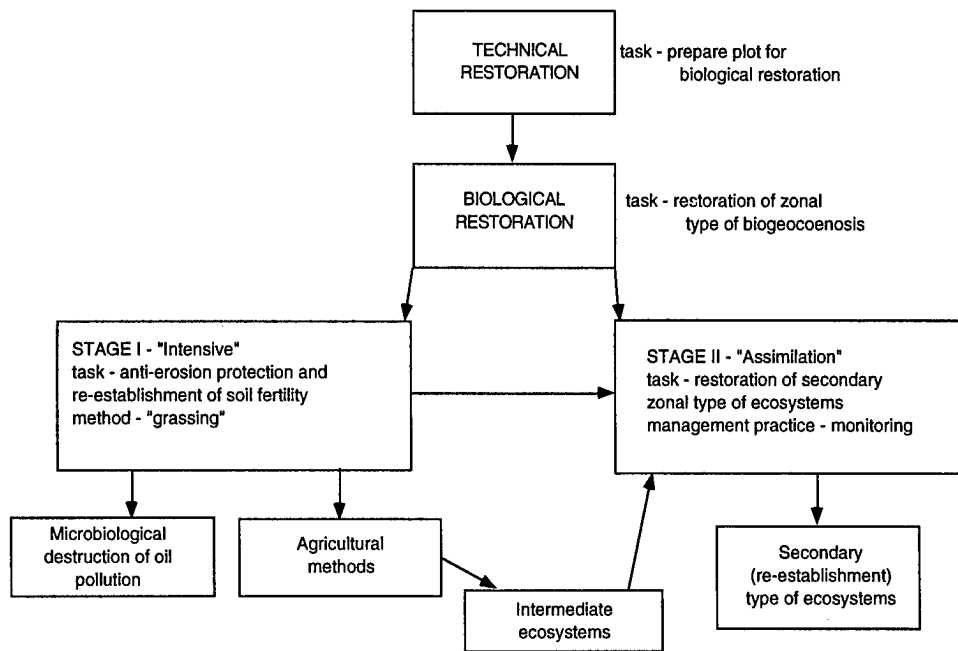 TECHNICAL
RESTORATION
task - prepare plot for
biological restoration
BIOLOGICAL
RESTORATION
task - restoration of zonal
type of biogeocoenosis
STAGE I - "Intensive"
task - anti-erosion protection and
re-establishment of soil fertility
method - "grassing"
STAGE II - "Assimilation"
task - restoration of secondary
zonal type of ecosystems
management practice - monitoring
Microbiological
destruction of oil
pollution
Agricultural
methods
Intermediate
ecosystems
Secondary
(re-establishment)
type of ecosystems